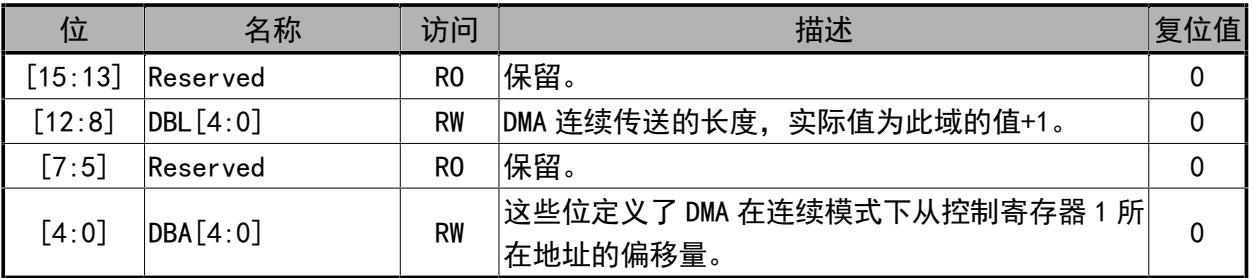 位 名称 访问 描述 复位值
[15:13] Reserved RO 保留。 0
[12:8] DBL[4:0] RW DMA 连续传送的长度，实际值为此域的值+1。 0
[7:5] Reserved RO 保留。 0
[4:0] DBA[4:0] RW 这些位定义了 DMA 在连续模式下从控制寄存器 1 所 0
在地址的偏移量。